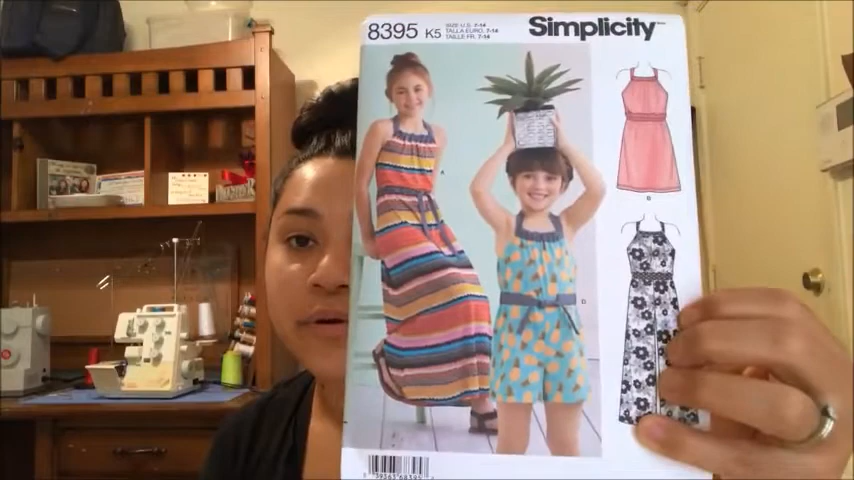 8395 K5
SIZE U.S. 7-14
TALLA EURO. 7-14
TAILLE FR. 7-14
Simplicity
A
D
D